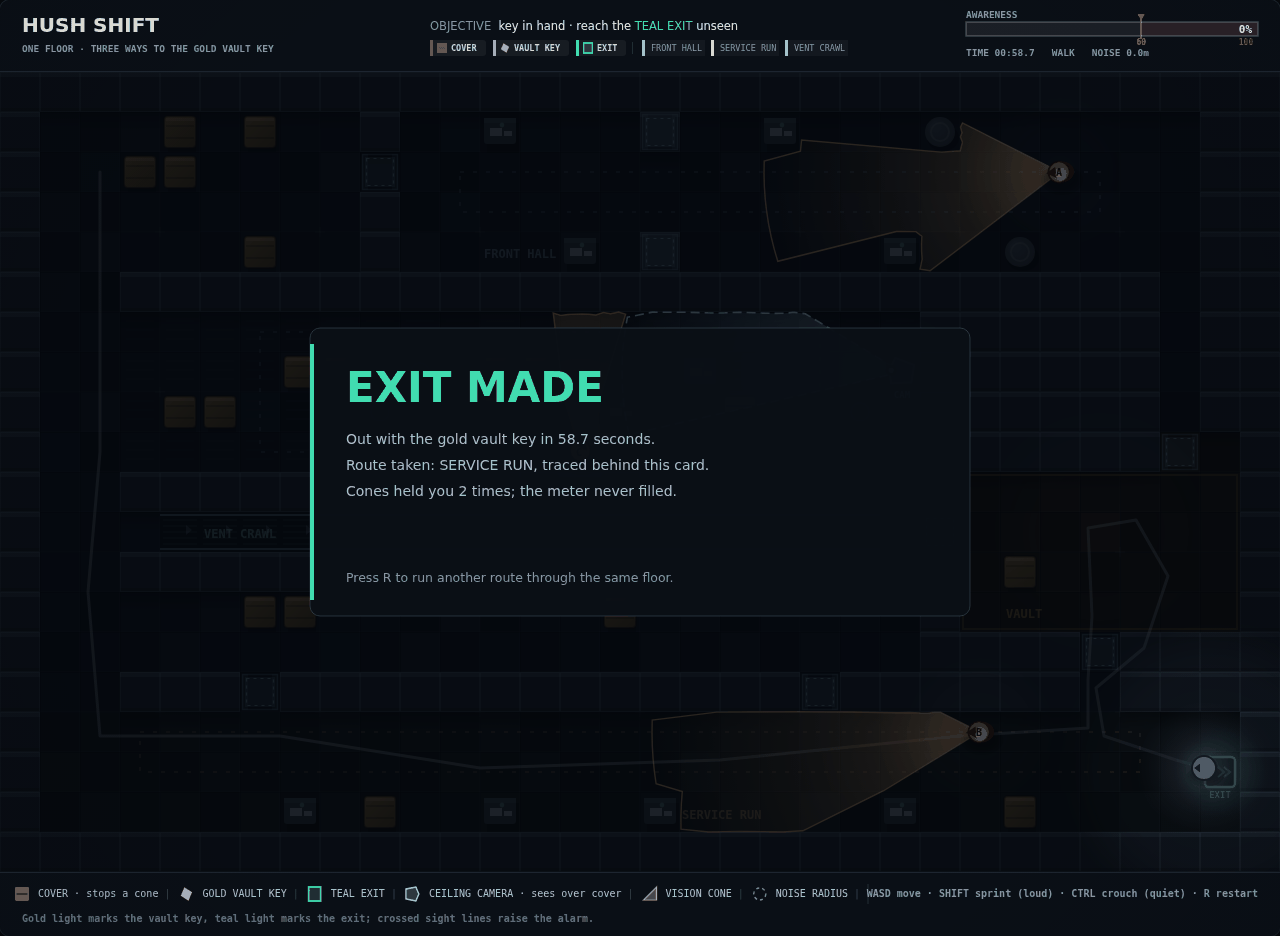 HUSH SHIFT
ONE FLOOR · THREE WAYS TO THE GOLD VAULT KEY
OBJECTIVE key in hand · reach the TEAL EXIT unseen
COVER VAULT KEY EXIT | FRONT HALL SERVICE RUN VENT CRAWL
AWARENESS
0%
60 100
TIME 00:58.7 WALK NOISE 0.0m
A
FRONT HALL
EXIT MADE
Out with the gold vault key in 58.7 seconds.
Route taken: SERVICE RUN, traced behind this card.
Cones held you 2 times; the meter never filled.
Press R to run another route through the same floor.
VENT CRAWL
VAULT
B
EXIT
SERVICE RUN
COVER · stops a cone | GOLD VAULT KEY | TEAL EXIT | CEILING CAMERA · sees over cover | VISION CONE | NOISE RADIUS | WASD move · SHIFT sprint (loud) · CTRL crouch (quiet) · R restart
Gold light marks the vault key, teal light marks the exit; crossed sight lines raise the alarm.